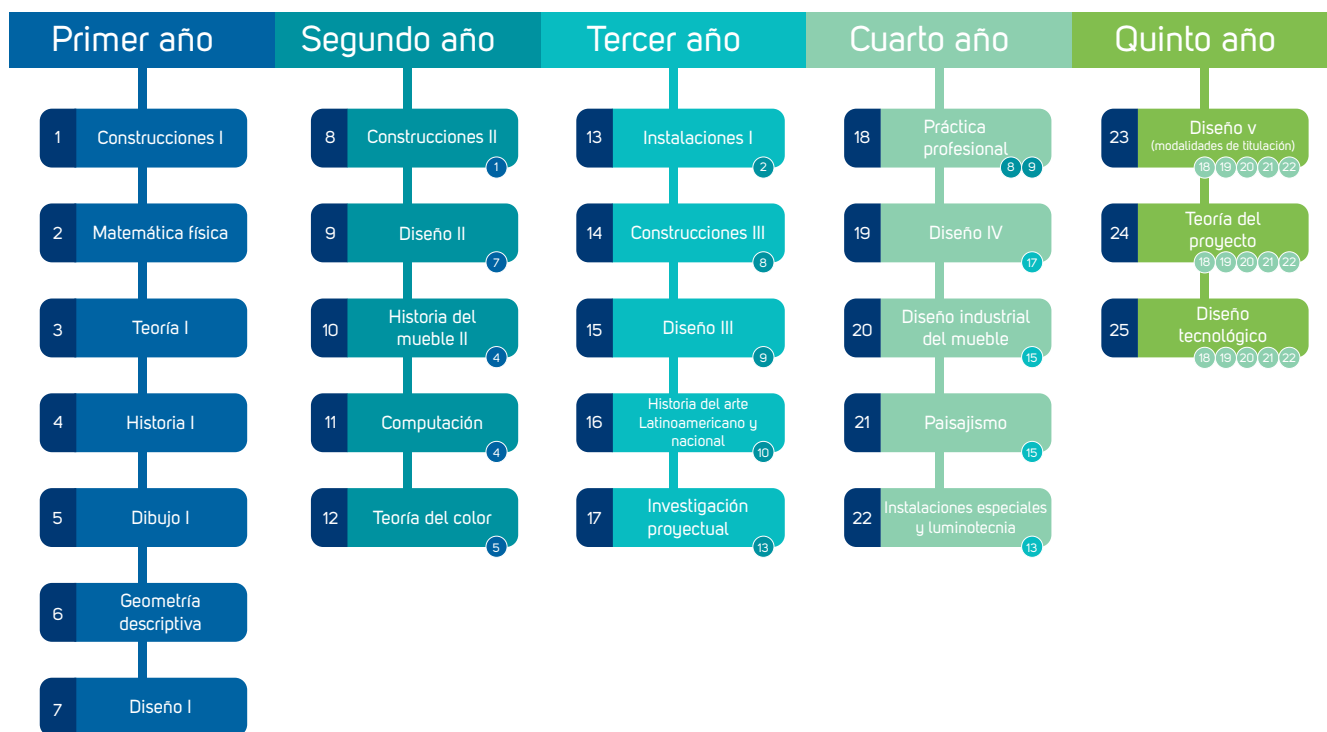 Primer año
Segundo año
Tercer año
Cuarto año
Quinto año
1
Construcciones I
2
Matemática física
3
Teoría I
4
Historia I
5
Dibujo I
6
Geometría
descriptiva
7
Diseño I
8
Construcciones II
1
9
Diseño II
7
10
Historia del
mueble II
4
11
Computación
4
12
Teoría del color
5
13
Instalaciones I
2
14
Construcciones III
8
15
Diseño III
9
16
Historia del arte
Latinoamericano y
nacional
10
17
Investigación
proyectual
13
18
Práctica
profesional
8 9
19
Diseño IV
17
20
Diseño industrial
del mueble
15
21
Paisajismo
15
22
Instalaciones especiales
y luminotecnia
13
23
Diseño v
(modalidades de titulación)
18 19 20 21 22
24
Teoría del
proyecto
18 19 20 21 22
25
Diseño
tecnológico
18 19 20 21 22